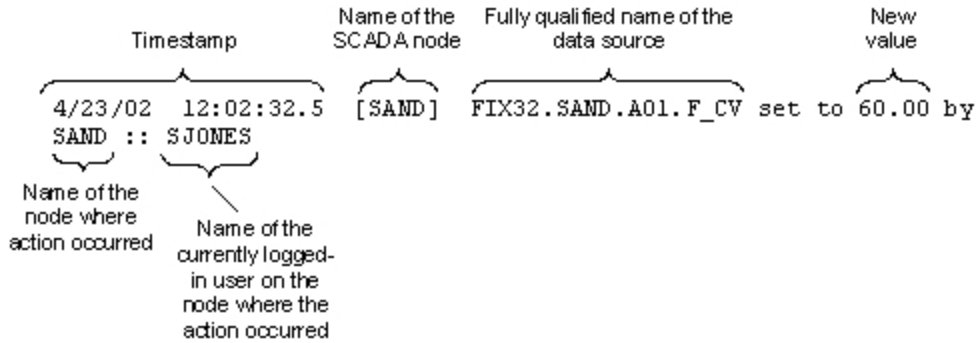 Timestamp
Name of the
SCADA node
Fully qualified name of the
data source
New
value
4/23/02 12:02:32.5 [SAND] FIX32.SAND.A01.F_CV set to 60.00 by
SAND :: SJONES
Name of the
node where
action occurred
Name of the
currently logged-
in user on the
node where the
action occurred